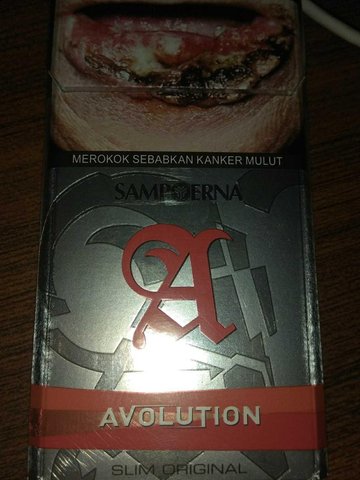 MEROKOK SEBABKAN KANKER MULUT
SAMPOERNA
A
AVOLUTION
SLIM ORIGINAL